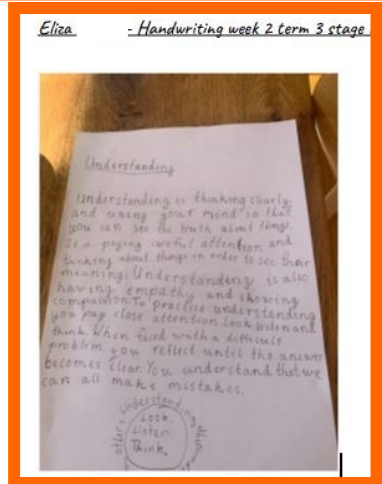 Eliza - Handwriting week 2 term 3 stage
Understanding
Understanding is thinking clearly
and using your mind so that
you can see the truth about things.
It is paying careful attention and
thinking about things in order to see their
meaning. Understanding is also
having empathy and showing
compassion. To practice understanding
you pay close attention. Look, listen and
think. When faced with a difficult
problem you reflect until the answer
becomes clear. You understand that we
can all make mistakes.
Understand
others
Look.
Listen.
Think.